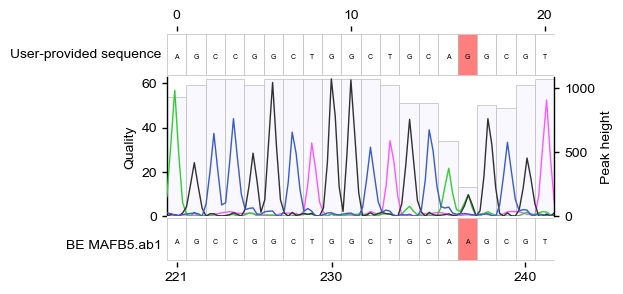 0 10 20
User-provided sequence A G C C G G C T G G C T G C A G G C G T
60
40
20
0
Quality
1000
500
0
Peak height
BE MAFB5.ab1 A G C C G G C T G G C T G C A A G C G T
221 230 240